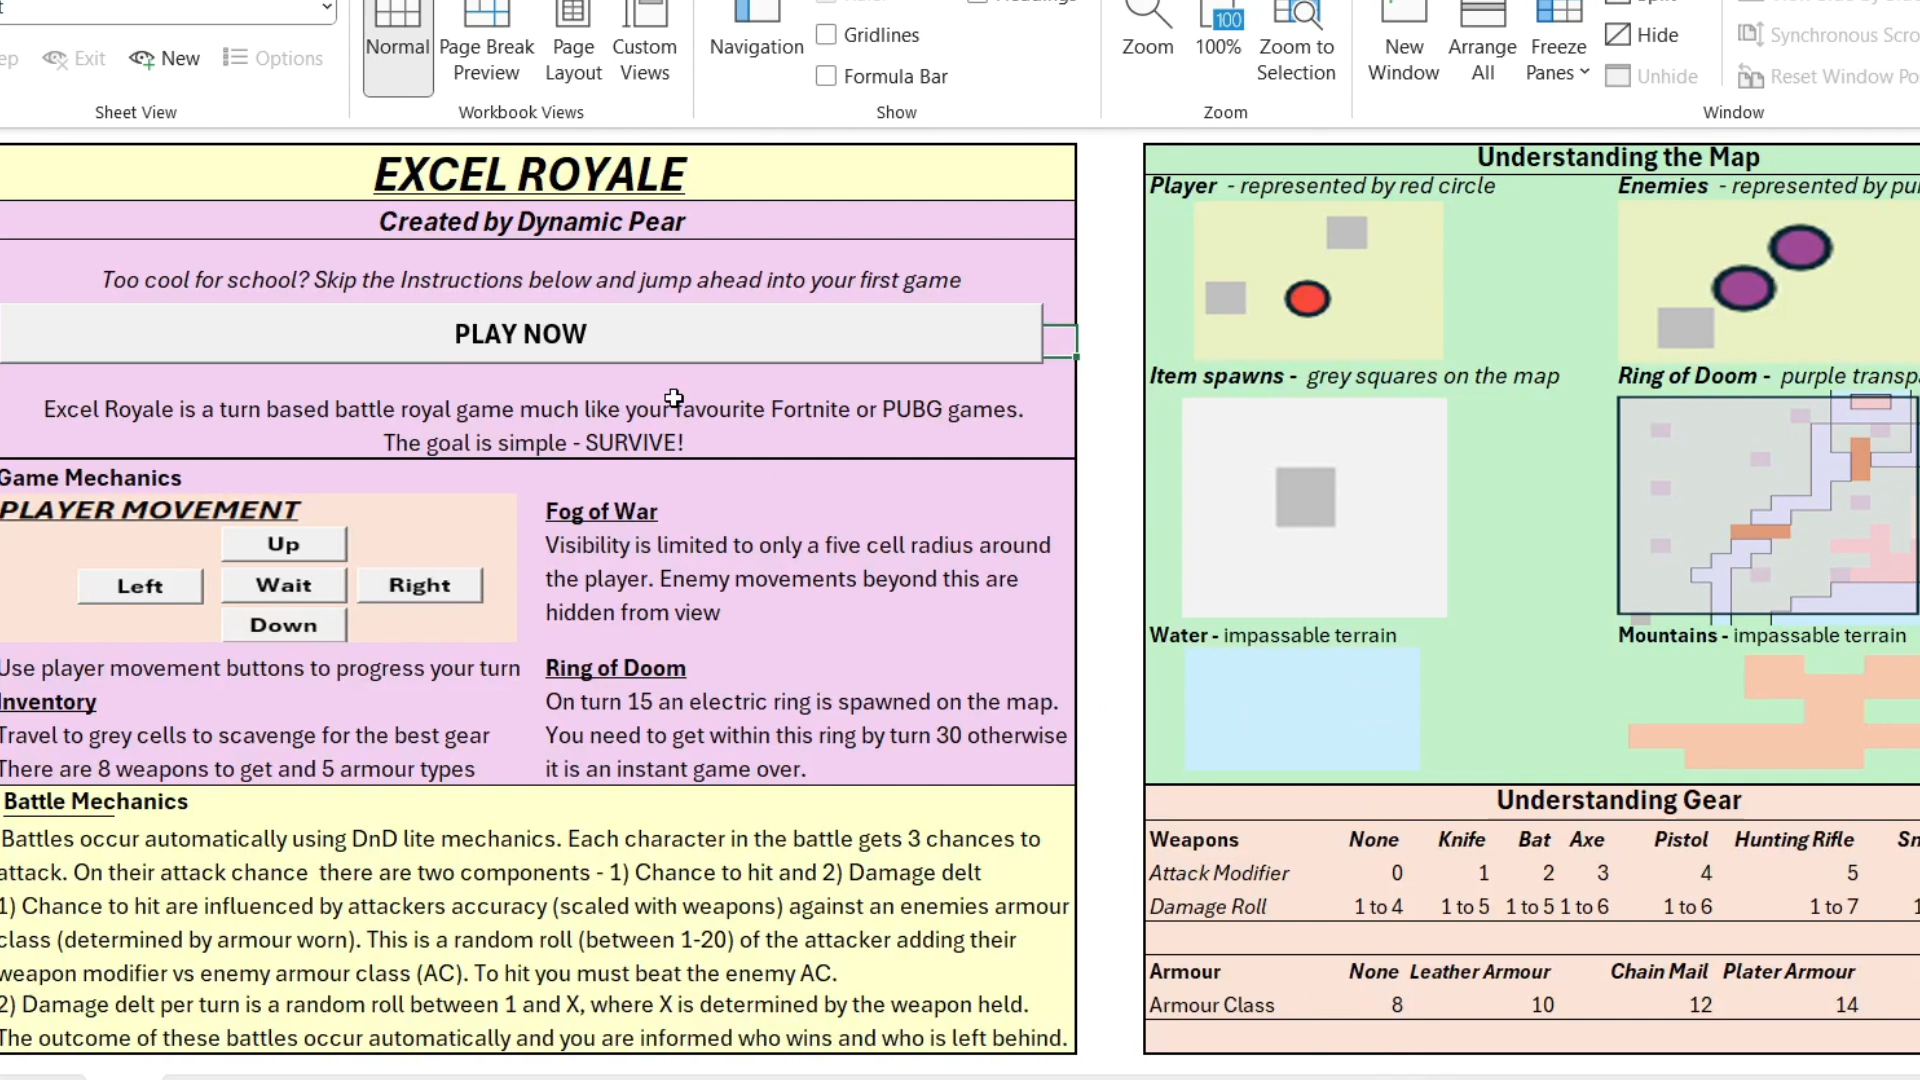 ep Exit New Options
Sheet View
Normal Page Break Preview Page Layout Custom Views
Workbook Views
Navigation
Gridlines
Formula Bar
Headings
Show
Zoom 100% Zoom to Selection
100
Zoom
New Window Arrange All Freeze Panes
Split
Hide
Unhide
Synchronous Scro
Reset Window Po
Window
EXCEL ROYALE
Created by Dynamic Pear
Too cool for school? Skip the Instructions below and jump ahead into your first game
PLAY NOW
Excel Royale is a turn based battle royal game much like your favourite Fortnite or PUBG games.
The goal is simple - SURVIVE!
Game Mechanics
PLAYER MOVEMENT
Up
Left Wait Right
Down
Use player movement buttons to progress your turn
Inventory
Travel to grey cells to scavenge for the best gear
There are 8 weapons to get and 5 armour types
Fog of War
Visibility is limited to only a five cell radius around
the player. Enemy movements beyond this are
hidden from view
Ring of Doom
On turn 15 an electric ring is spawned on the map.
You need to get within this ring by turn 30 otherwise
it is an instant game over.
Battle Mechanics
Battles occur automatically using DnD lite mechanics. Each character in the battle gets 3 chances to
attack. On their attack chance there are two components - 1) Chance to hit and 2) Damage delt
1) Chance to hit are influenced by attackers accuracy (scaled with weapons) against an enemies armour
class (determined by armour worn). This is a random roll (between 1-20) of the attacker adding their
weapon modifier vs enemy armour class (AC). To hit you must beat the enemy AC.
2) Damage delt per turn is a random roll between 1 and X, where X is determined by the weapon held.
The outcome of these battles occur automatically and you are informed who wins and who is left behind.
Understanding the Map
Player - represented by red circle
Enemies - represented by pu
Item spawns - grey squares on the map
Ring of Doom - purple transp
Water - impassable terrain
Mountains - impassable terrain
Understanding Gear
Weapons None Knife Bat Axe Pistol Hunting Rifle Sn
Attack Modifier 0 1 2 3 4 5
Damage Roll 1 to 4 1 to 5 1 to 5 1 to 6 1 to 6 1 to 7 1
Armour None Leather Armour Chain Mail Plater Armour
Armour Class 8 10 12 14